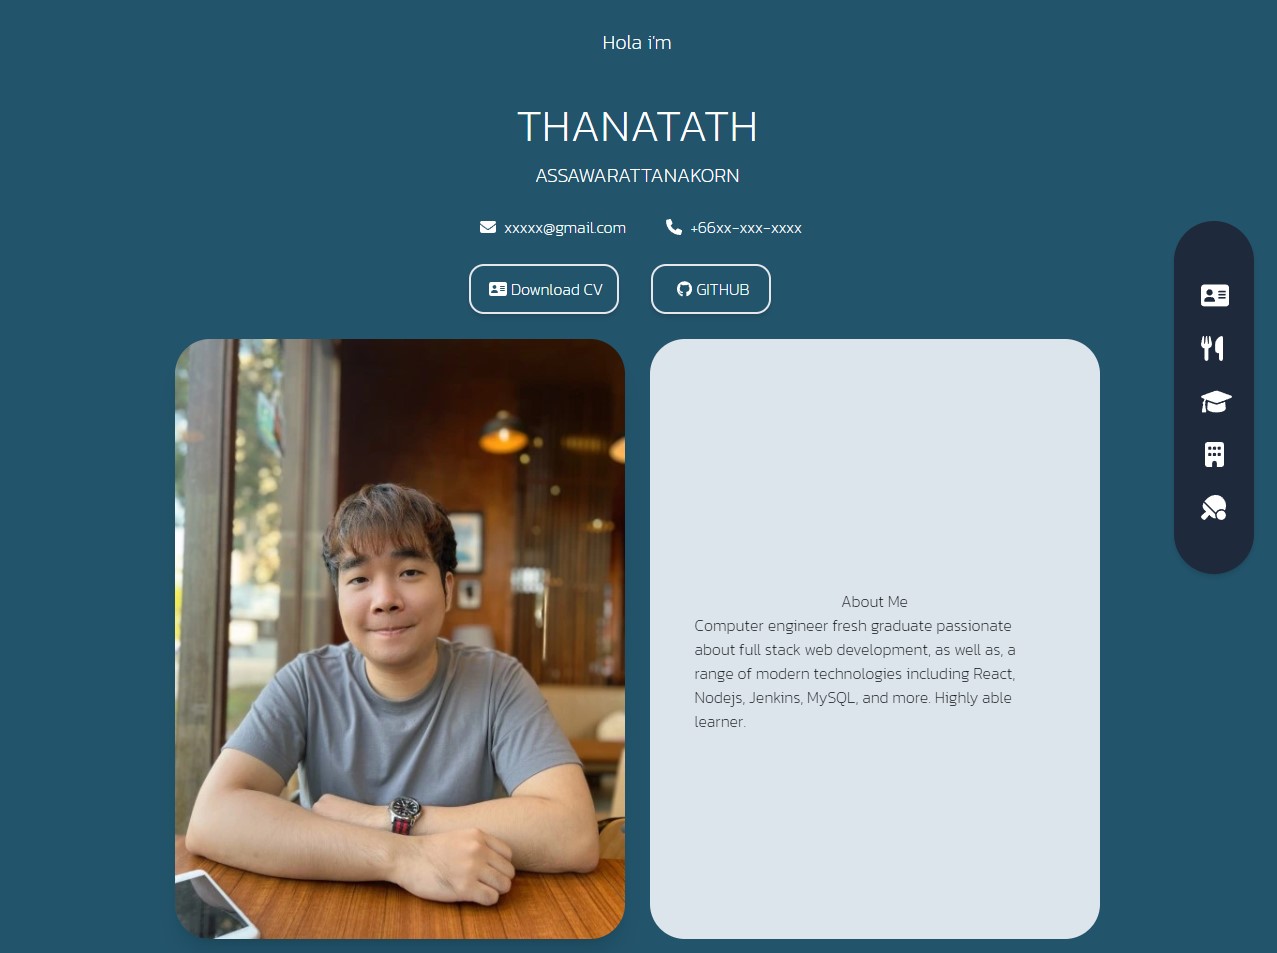 Hola i'm
THANATATH
ASSAWARATTANAKORN
xxxxx@gmail.com
+66xx-xxx-xxxx
Download CV
GITHUB
About Me
Computer engineer fresh graduate passionate
about full stack web development, as well as, a
range of modern technologies including React,
Nodejs, Jenkins, MySQL, and more. Highly able
learner.